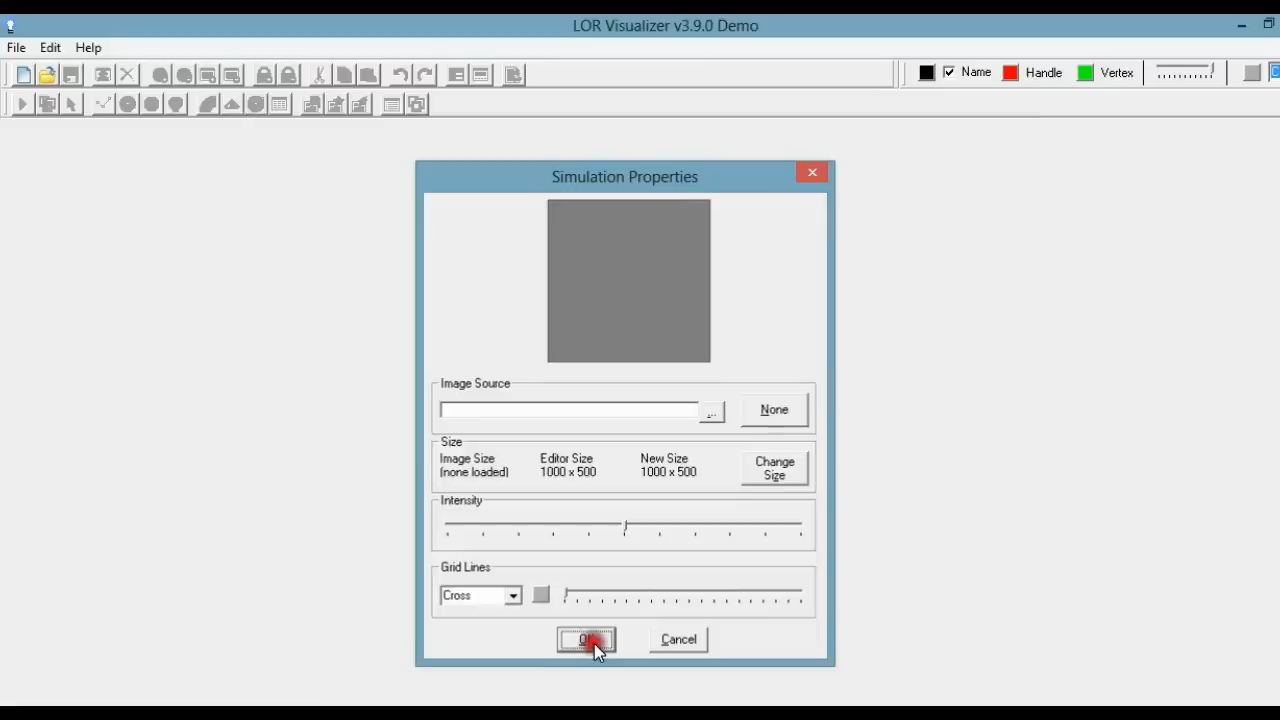 LOR Visualizer v3.9.0 Demo
File Edit Help
Name Handle Vertex
Simulation Properties
Image Source
... None
Size
Image Size Editor Size New Size Change Size
(none loaded) 1000 x 500 1000 x 500
Intensity
Grid Lines
Cross
Cancel